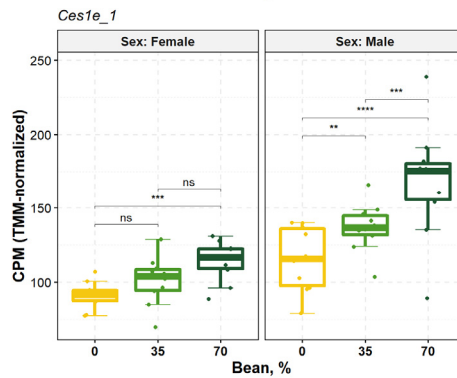 Ces1e_1
Sex: Female
Sex: Male
CPM (TMM-normalized)
250
200
150
100
ns
***
ns
***
****
**
0
35
70
0
35
70
Bean, %